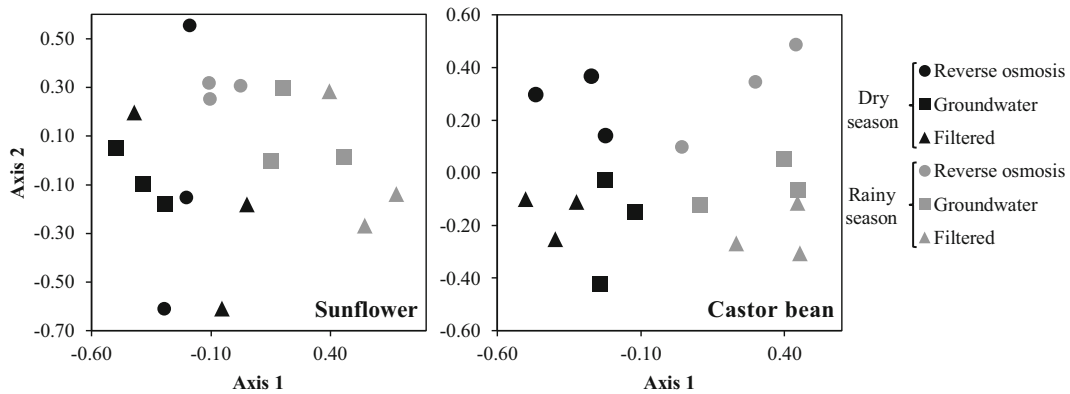 0.50
0.30
0.10
-0.10
-0.30
-0.50
-0.70
Axis 2
-0.60 -0.10 0.40
Axis 1
Sunflower
0.60
0.40
0.20
0.00
-0.20
-0.40
-0.60
-0.60 -0.10 0.40
Axis 1
Castor bean
Dry season
Reverse osmosis
Groundwater
Filtered
Rainy season
Reverse osmosis
Groundwater
Filtered